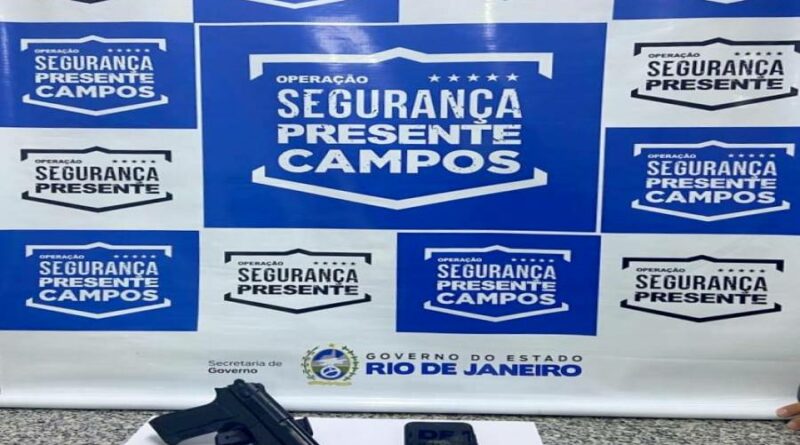 OPERAÇÃO
SEGURANÇA
PRESENTE
CAMPOS
OPERAÇÃO
SEGURANÇA
PRESENTE
CAMPOS
OPERAÇÃO
SEGURANÇA
PRESENTE
OPERAÇÃO
SEGURANÇA
PRESENTE
OPERAÇÃO
SEGURANÇA
PRESENTE
CAMPOS
OPERAÇÃO
SEGURANÇA
PRESENTE
CAMPOS
OPERAÇÃO
SEGURANÇA
PRESENTE
OPERAÇÃO
SEGURANÇA
PRESENTE
CAMPOS
OPERAÇÃO
SEGURANÇA
PRESENTE
Secretaria de
Governo
GOVERNO DO ESTADO
RIO DE JANEIRO